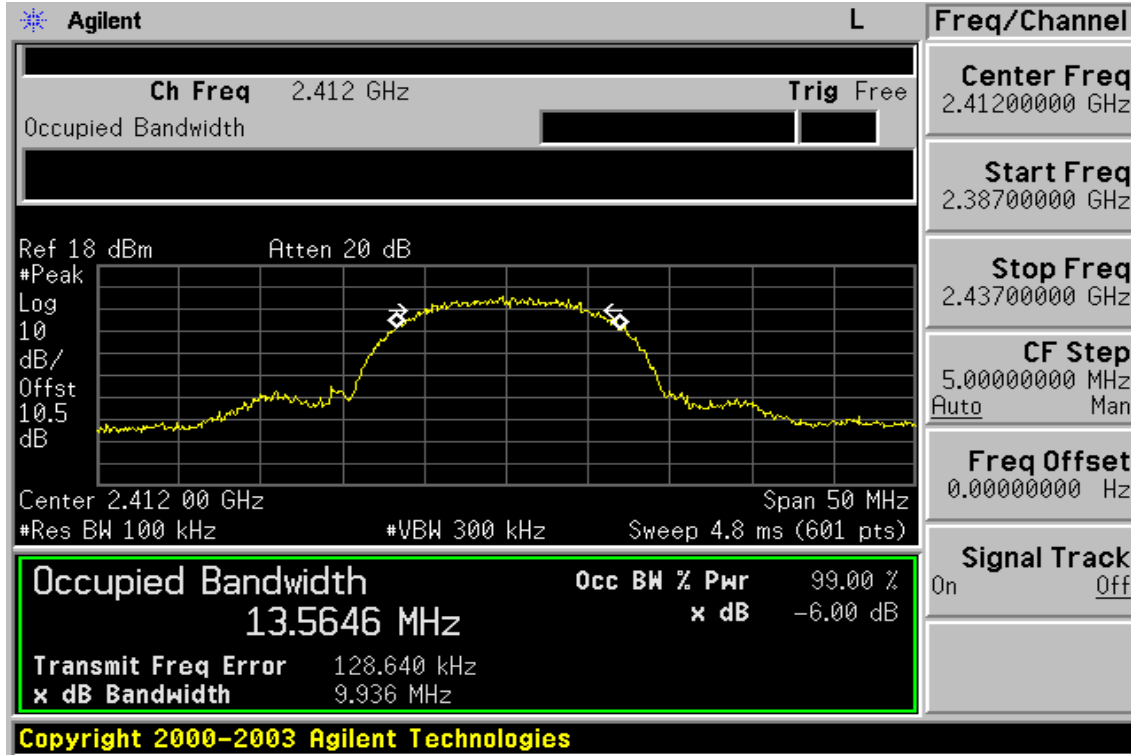 Agilent L Freq/Channel
Ch Freq 2.412 GHz Trig Free
Occupied Bandwidth
Center Freq
2.41200000 GHz
Start Freq
2.38700000 GHz
Stop Freq
2.43700000 GHz
CF Step
5.00000000 MHz
Auto Man
Freq Offset
0.00000000 Hz
Signal Track
On Off
Ref 18 dBm Atten 20 dB
#Peak
Log
10
dB/
Offst
10.5
dB
Center 2.412 00 GHz Span 50 MHz
#Res BW 100 kHz #VBW 300 kHz Sweep 4.8 ms (601 pts)
Occupied Bandwidth Occ BW % Pwr 99.00 %
13.5646 MHz x dB -6.00 dB
Transmit Freq Error 128.640 kHz
x dB Bandwidth 9.936 MHz
Copyright 2000-2003 Agilent Technologies